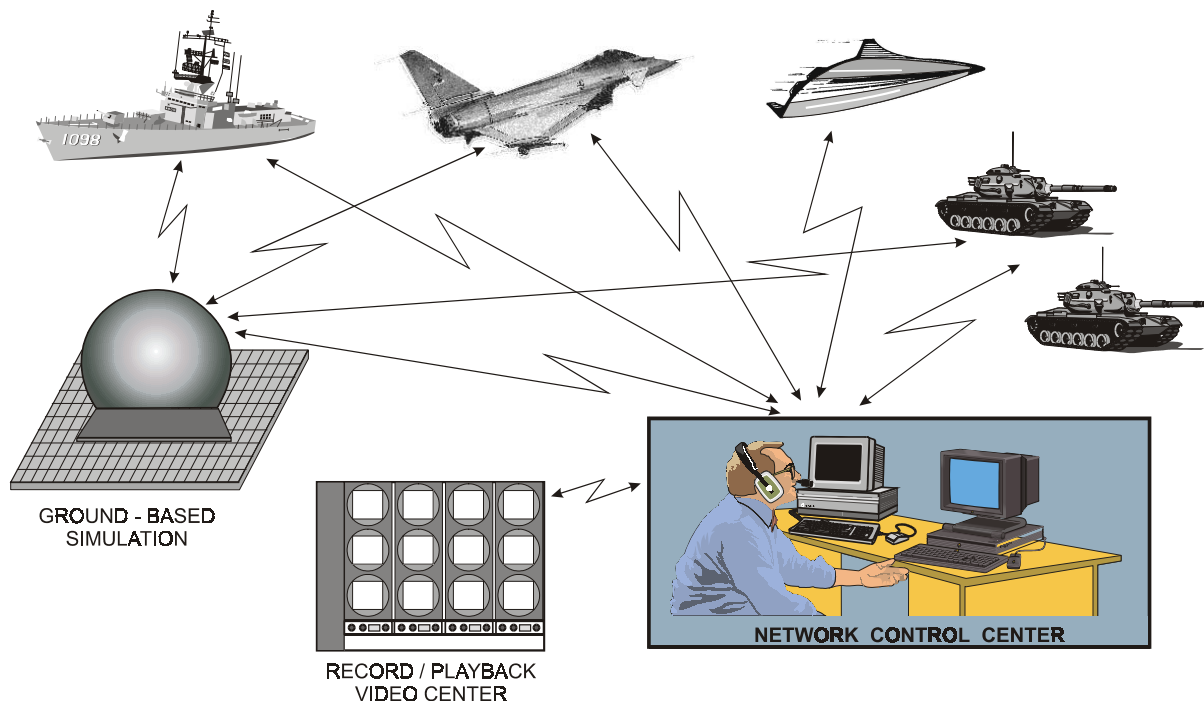 1098
GROUND - BASED
SIMULATION
RECORD / PLAYBACK
VIDEO CENTER
NETWORK CONTROL CENTER